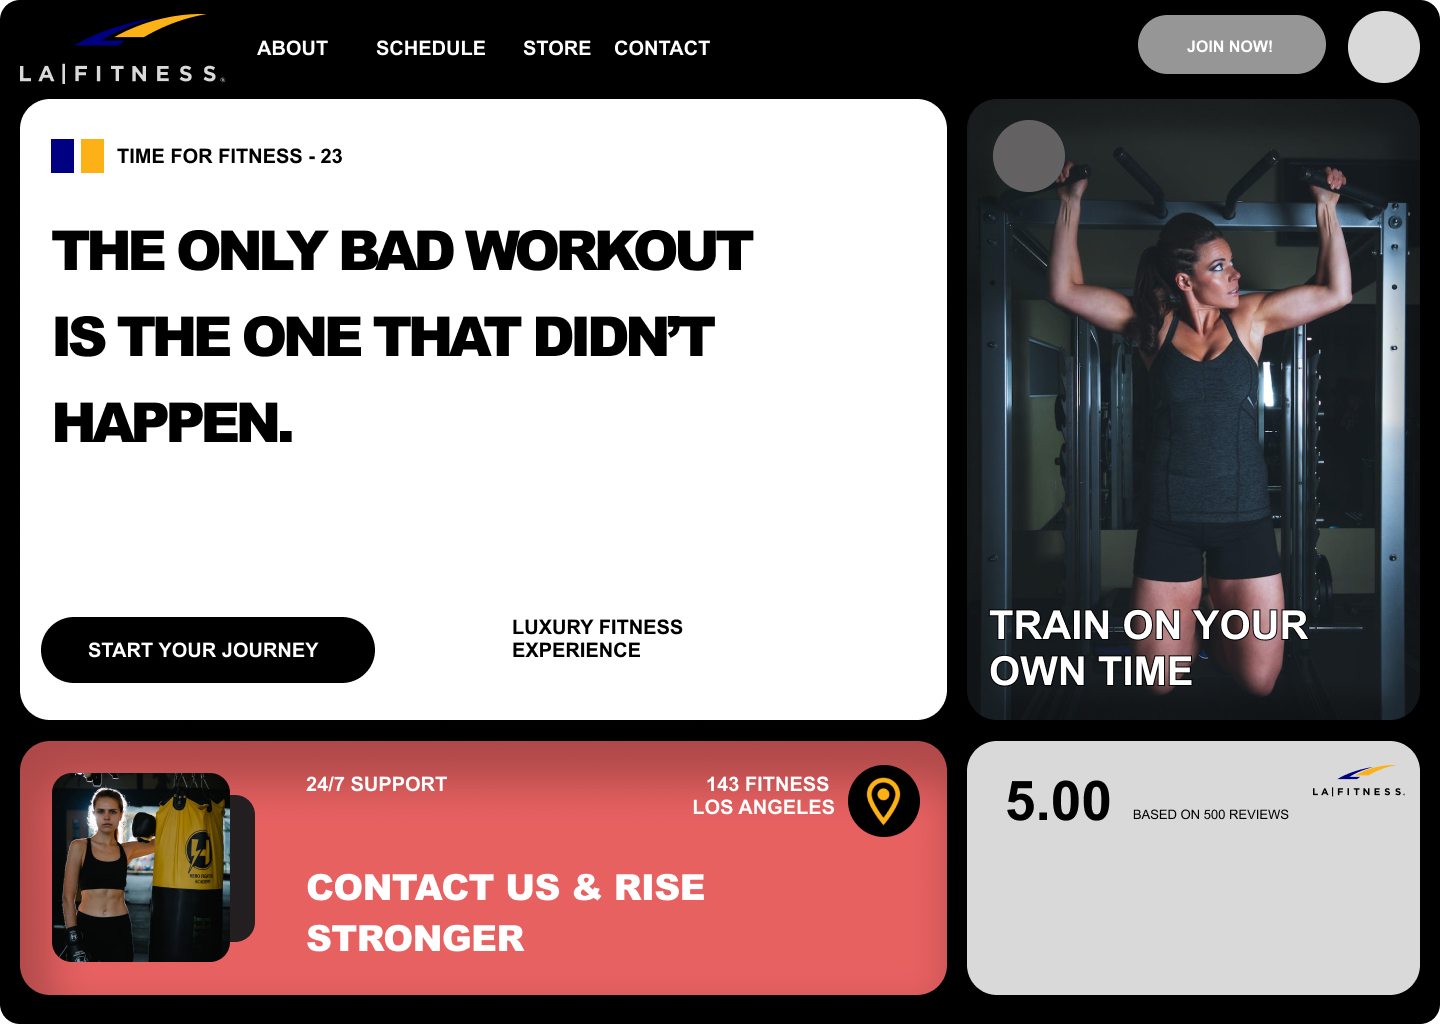 LA|FITNESS.
ABOUT
SCHEDULE
STORE
CONTACT
JOIN NOW!
TIME FOR FITNESS - 23
THE ONLY BAD WORKOUT
IS THE ONE THAT DIDN’T
HAPPEN.
START YOUR JOURNEY
LUXURY FITNESS
EXPERIENCE
TRAIN ON YOUR
OWN TIME
24/7 SUPPORT
143 FITNESS
LOS ANGELES
CONTACT US & RISE
STRONGER
5.00
BASED ON 500 REVIEWS
LA|FITNESS.